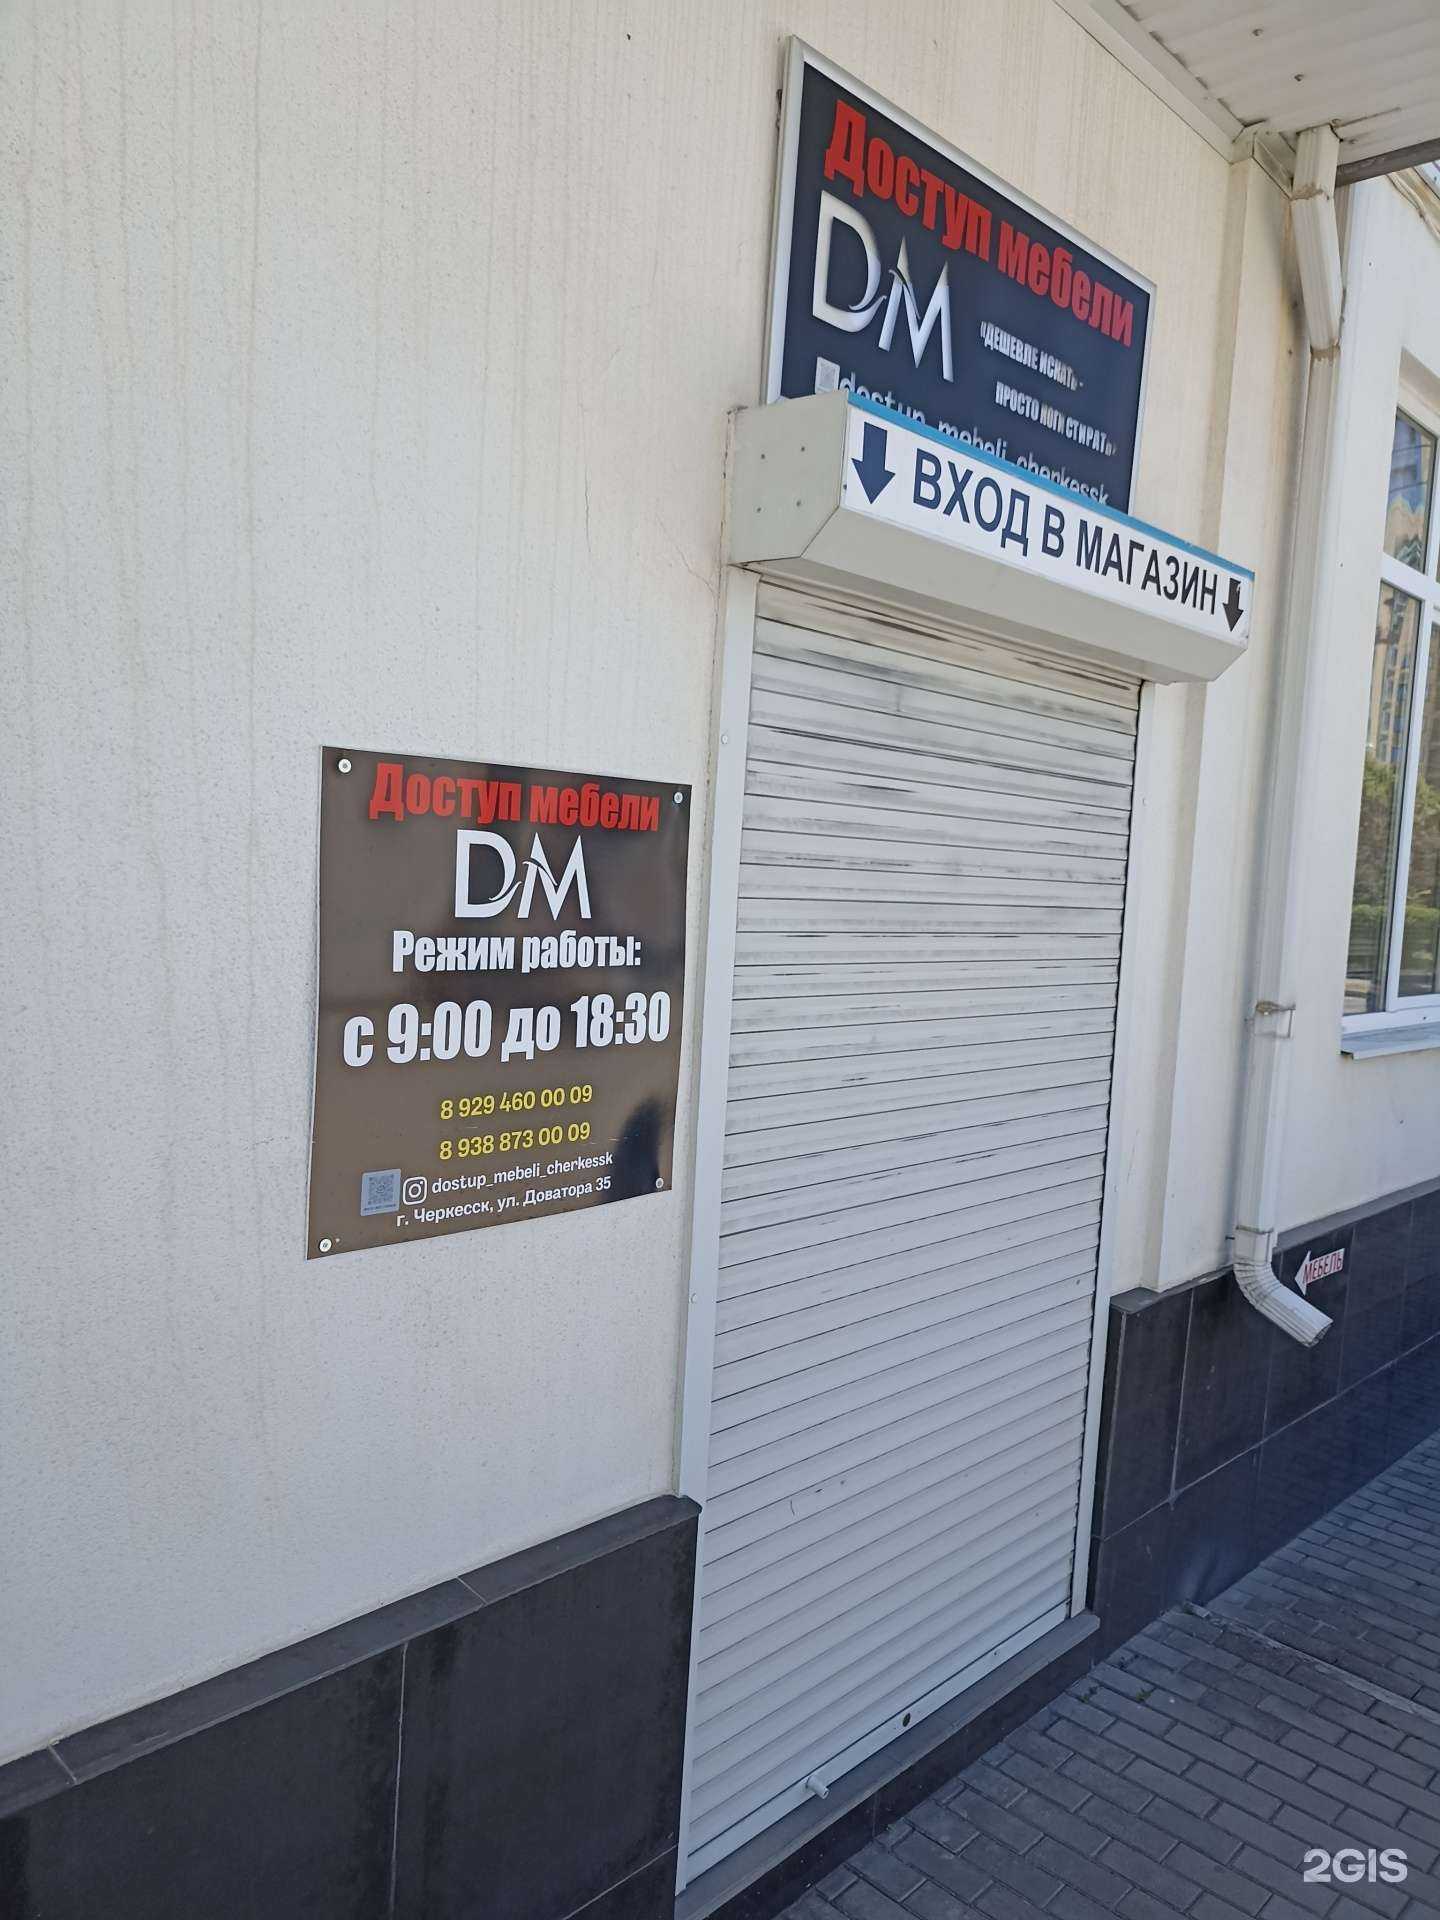 Доступ мебели
DM
«ДЕШЕВЛЕ ИСКАТЬ -
ПРОСТО НОГИ СТИРАТЬ»
dostup_mebeli_cherkessk
ВХОД В МАГАЗИН
Доступ мебели
DM
Режим работы:
с 9:00 до 18:30
8 929 460 00 09
8 938 873 00 09
dostup_mebeli_cherkessk
г. Черкесск, ул. Доватора 35
МЕБЕЛЬ
2GIS